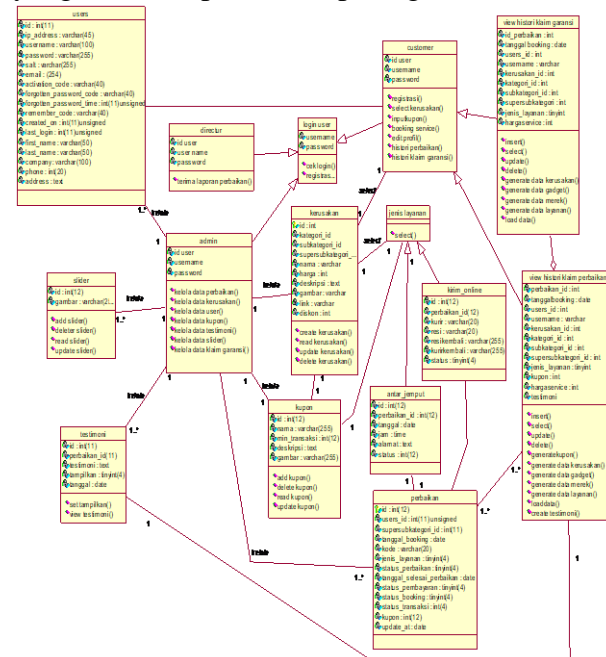 users
id : int(11)
ip_address : varchar(45)
username : varchar(100)
password : varchar(255)
salt : varchar(255)
email : (254)
activation_code : varchar(40)
forgotten_password_code : varchar(40)
forgotten_password_time : int(11)unsigned
remember_code : varchar(40)
created_on : int(11)unsigned
last_login : int(11)unsigned
first_name : varchar(50)
last_name : varchar(50)
company : varchar(100)
phone : int(20)
address : text
customer
id user
username
password
registrasi()
select kerusakan()
input kupon()
booking service()
edit profil()
histori perbaikan()
histori klaim garansi()
view histori klaim garansi
id_perbaikan : int
tanggal booking : date
users_id : int
username : varchar
kerusakan_id : int
kategori_id : int
subkategori_id : int
supersubkategori : int
jenis_layanan : tinyint
hargaservice : int
insert()
select()
update()
delete()
generate data kerusakan()
generate data gadget()
generate data merek()
generate data layanan()
load data()
login user
username
password
cek login()
registras...
directur
id user
user name
password
terima laporan perbaikan()
admin
id user
username
password
kelola data perbaikan()
kelola data kerusakan()
kelola data user()
kelola data kupon()
kelola data testimoni()
kelola data slider()
kelola data klaim garansi()
kerusakan
id : int
kategori_id
subkategori_id
supersubkategori_...
nama : varchar
harga : int
deskripsi : text
gambar : varchar
link : varchar
diskon : int
create kerusakan()
read kerusakan()
update kerusakan()
delete kerusakan()
jenis layanan
select()
slider
id : int(12)
gambar : varchar(2...
add slider()
deleter slider()
read slider()
update slider()
kirim_online
id : int(12)
perbaikan_id(12)
kurir : varchar(20)
resi : varchar(20)
resikembali : varchar(255)
kurirkembali : varchar(255)
status : tinyint(4)
view histori klaim perbaikan
perbaikan_id : int
tanggalbooking : date
users_id : int
username : varchar
kerusakan_id : int
kategori_id : int
subkategori_id : int
supersubkategori_id : int
jenis_layanan : tinyint
kupon : int
hargaservice : int
testimoni
insert()
select()
update()
delete()
generatekupon()
generate data kerusakan()
generate data gadget()
generate data merek()
generate data layanan()
loaddata()
create testimoni()
testimoni
id : int(11)
perbaikan_id(11)
testimoni : text
tampilkan : tinyint(4)
tanggal : date
set tampilkan()
view testimoni()
kupon
id : int(12)
nama : varchar(255)
min_transaksi : int(12)
deskripsi : text
gambar : varchar(255)
add kupon()
delete kupon()
read kupon()
update kupon()
antar_jemput
id : int(12)
perbaikan_id : int(12)
tanggal : date
jam : time
alamat : text
status : int(12)
perbaikan
id : int(12)
users_id : int(11)unsigned
supersubkategori_id : int(11)
tanggal_booking : date
kode : varchar(20)
jenis_layanan : tinyint(4)
status_perbaikan : tinyint(4)
tanggal_selesai_perbaikan : date
status_pembayaran : tinyint(4)
status_booking : tinyint(4)
status_transaksi : int(4)
kupon : int(12)
update_at : date